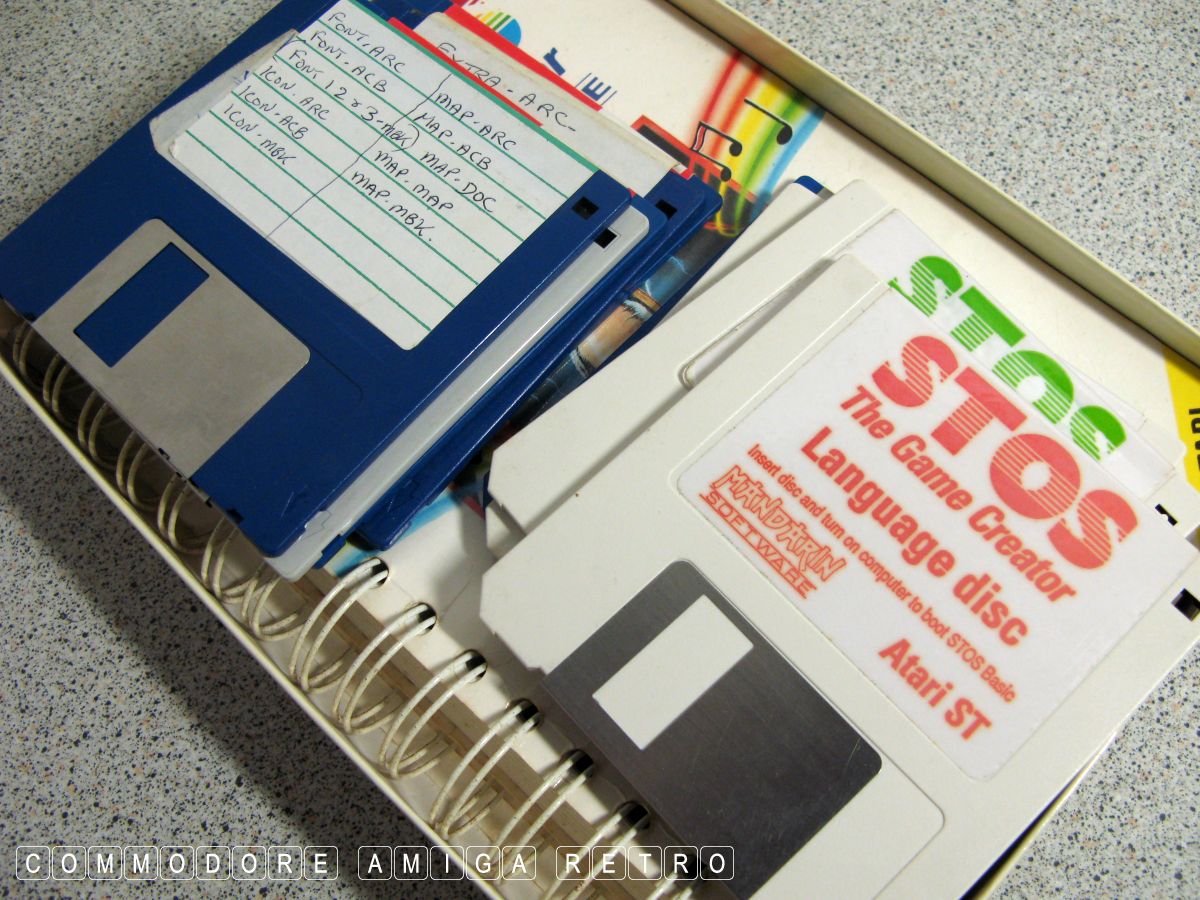 FONT.ARC
FONT.ACB
FONT 1 2 & 3.MBK
ICON.ARC
ICON.ACB
ICON.MBK
MAP.ARC
MAP.ACB
MAP.DOC
MAP.MAP
MAP.MBK.
EXTRA-ARC-
STOS
STOS
The Game Creator
Language disc
Insert disc and turn on computer to boot STOS Basic
MANDARIN
SOFTWARE
Atari ST
COMMODORE AMIGA RETRO